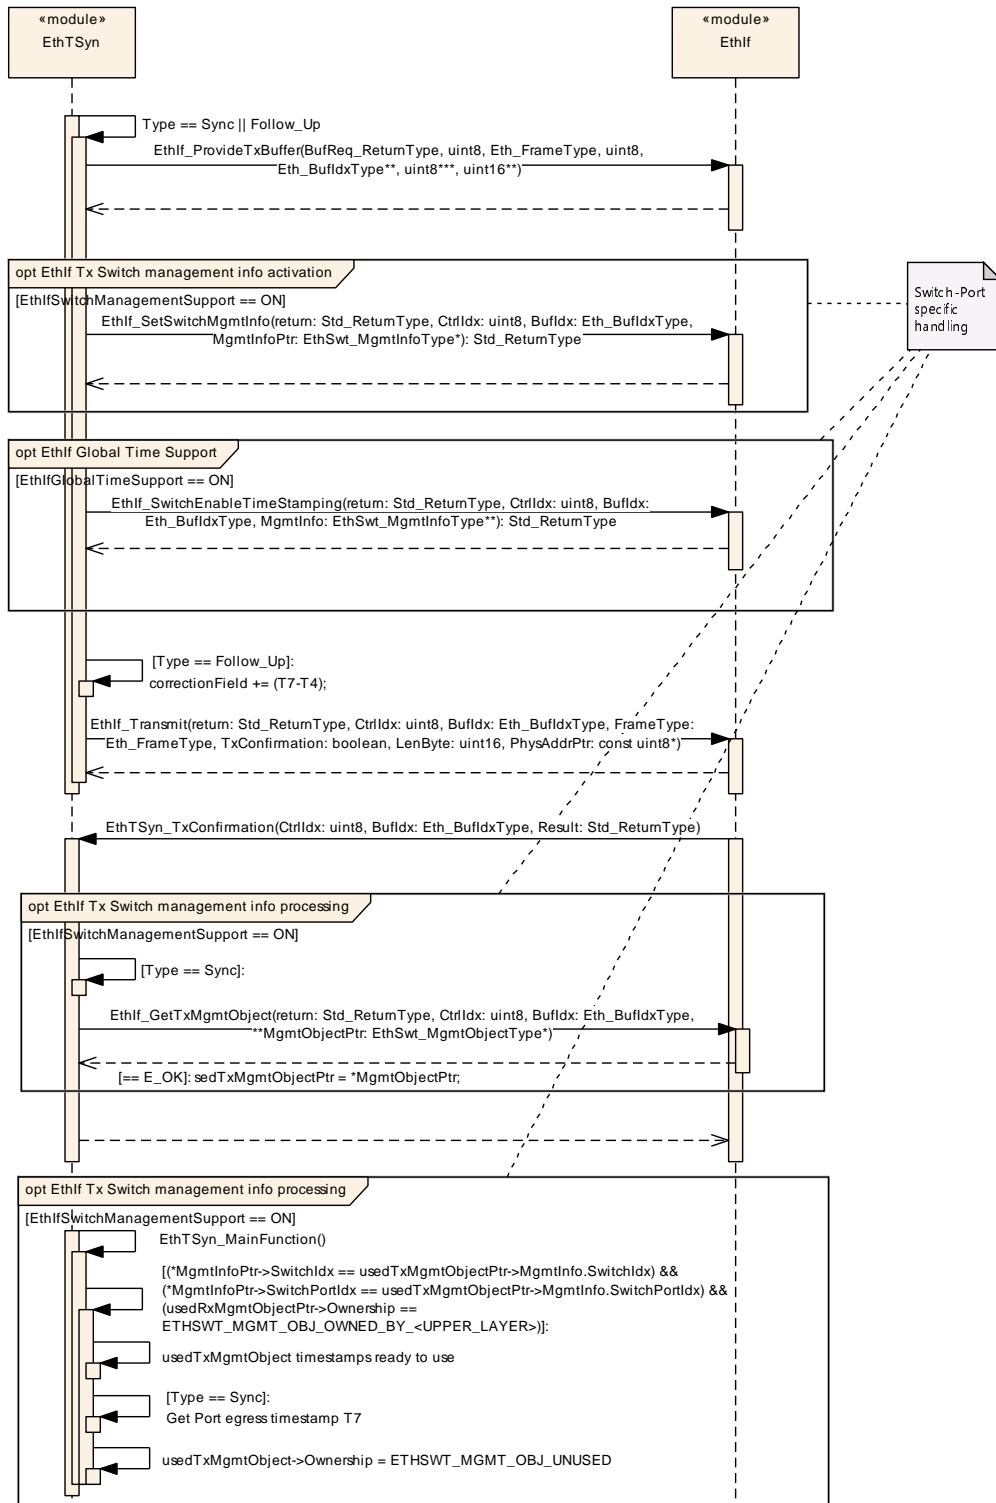 «module»
EthTSyn
«module»
EthIf
Type == Sync || Follow_Up
EthIf_ProvideTxBuffer(BufReq_ReturnType, uint8, Eth_FrameType, uint8,
Eth_BufIdxType**, uint8***, uint16**)
opt EthIf Tx Switch management info activation
[EthIfSwitchManagementSupport == ON]
EthIf_SetSwitchMgmtInfo(return: Std_ReturnType, CtrlIdx: uint8, BufIdx: Eth_BufIdxType,
MgmtInfoPtr: EthSwt_MgmtInfoType*): Std_ReturnType
Switch-Port
specific
handling
opt EthIf Global Time Support
[EthIfGlobalTimeSupport == ON]
EthIf_SwitchEnableTimeStamping(return: Std_ReturnType, CtrlIdx: uint8, BufIdx:
Eth_BufIdxType, MgmtInfo: EthSwt_MgmtInfoType**): Std_ReturnType
[Type == Follow_Up]:
correctionField += (T7-T4);
EthIf_Transmit(return: Std_ReturnType, CtrlIdx: uint8, BufIdx: Eth_BufIdxType, FrameType:
Eth_FrameType, TxConfirmation: boolean, LenByte: uint16, PhysAddrPtr: const uint8*)
EthTSyn_TxConfirmation(CtrlIdx: uint8, BufIdx: Eth_BufIdxType, Result: Std_ReturnType)
opt EthIf Tx Switch management info processing
[EthIfSwitchManagementSupport == ON]
[Type == Sync]:
EthIf_GetTxMgmtObject(return: Std_ReturnType, CtrlIdx: uint8, BufIdx: Eth_BufIdxType,
**MgmtObjectPtr: EthSwt_MgmtObjectType*)
[== E_OK]: sedTxMgmtObjectPtr = *MgmtObjectPtr;
opt EthIf Tx Switch management info processing
[EthIfSwitchManagementSupport == ON]
EthTSyn_MainFunction()
[(*MgmtInfoPtr->SwitchIdx == usedTxMgmtObjectPtr->MgmtInfo.SwitchIdx) &&
(*MgmtInfoPtr->SwitchPortIdx == usedTxMgmtObjectPtr->MgmtInfo.SwitchPortIdx) &&
(usedRxMgmtObjectPtr->Ownership ==
ETHSWT_MGMT_OBJ_OWNED_BY_<UPPER_LAYER>)]:
usedTxMgmtObject timestamps ready to use
[Type == Sync]:
Get Port egress timestamp T7
usedTxMgmtObject->Ownership = ETHSWT_MGMT_OBJ_UNUSED